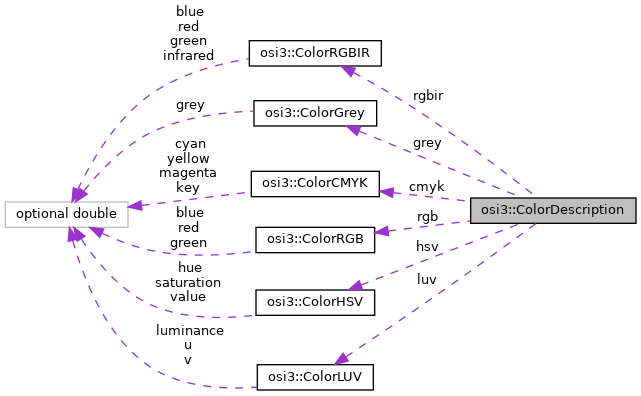 blue
red
green
infrared
osi3::ColorRGBIR
rgbir
grey
osi3::ColorGrey
grey
cyan
yellow
magenta
key
osi3::ColorCMYK
cmyk
optional double
osi3::ColorDescription
blue
red
green
osi3::ColorRGB
rgb
hue
saturation
value
osi3::ColorHSV
hsv
luminance
u
v
osi3::ColorLUV
luv